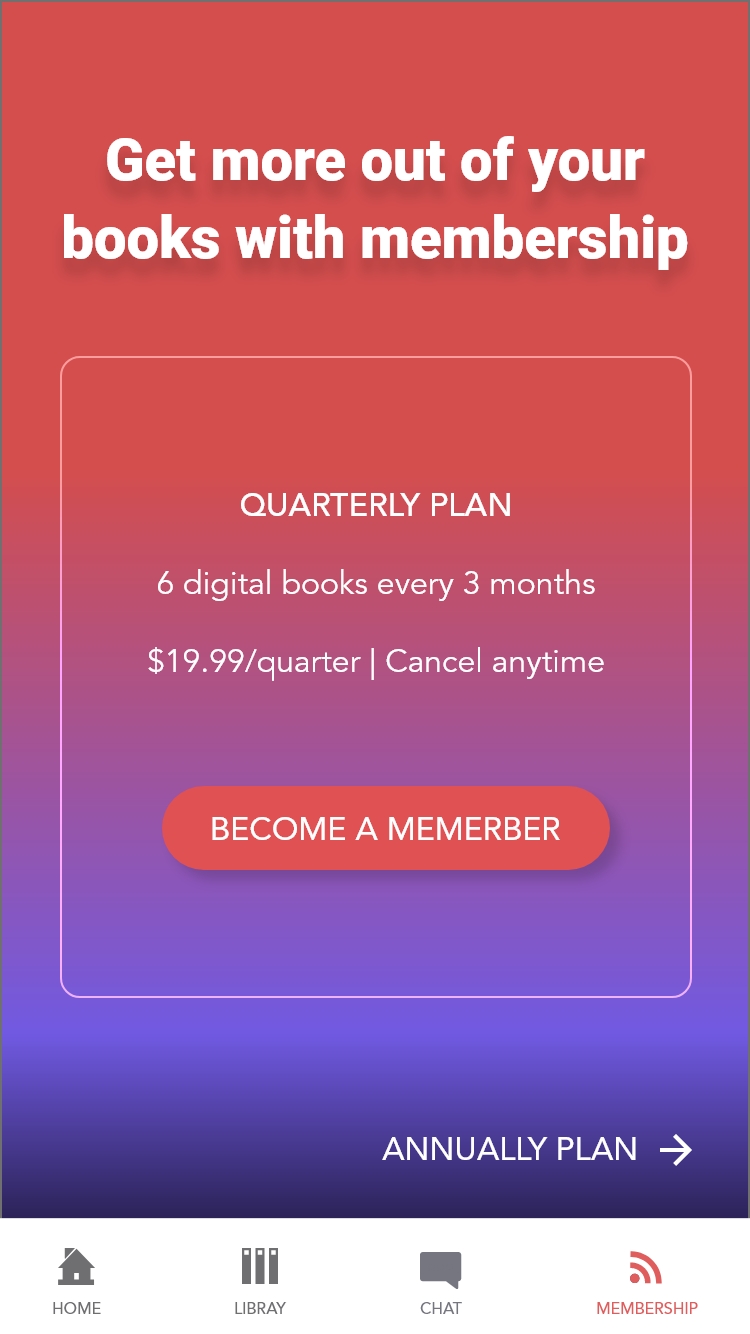 Get more out of your
books with membership
QUARTERLY PLAN
6 digital books every 3 months
$19.99/quarter | Cancel anytime
BECOME A MEMERBER
ANNUALLY PLAN
HOME
LIBRAY
CHAT
MEMBERSHIP